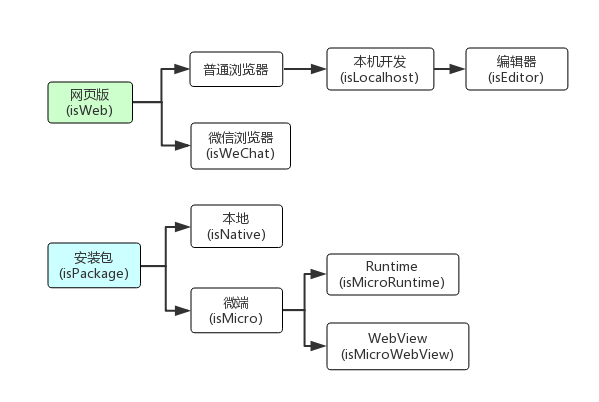 网页版
(isWeb)
普通浏览器
本机开发
(isLocalhost)
编辑器
(isEditor)
微信浏览器
(isWeChat)
安装包
(isPackage)
本地
(isNative)
微端
(isMicro)
Runtime
(isMicroRuntime)
WebView
(isMicroWebView)